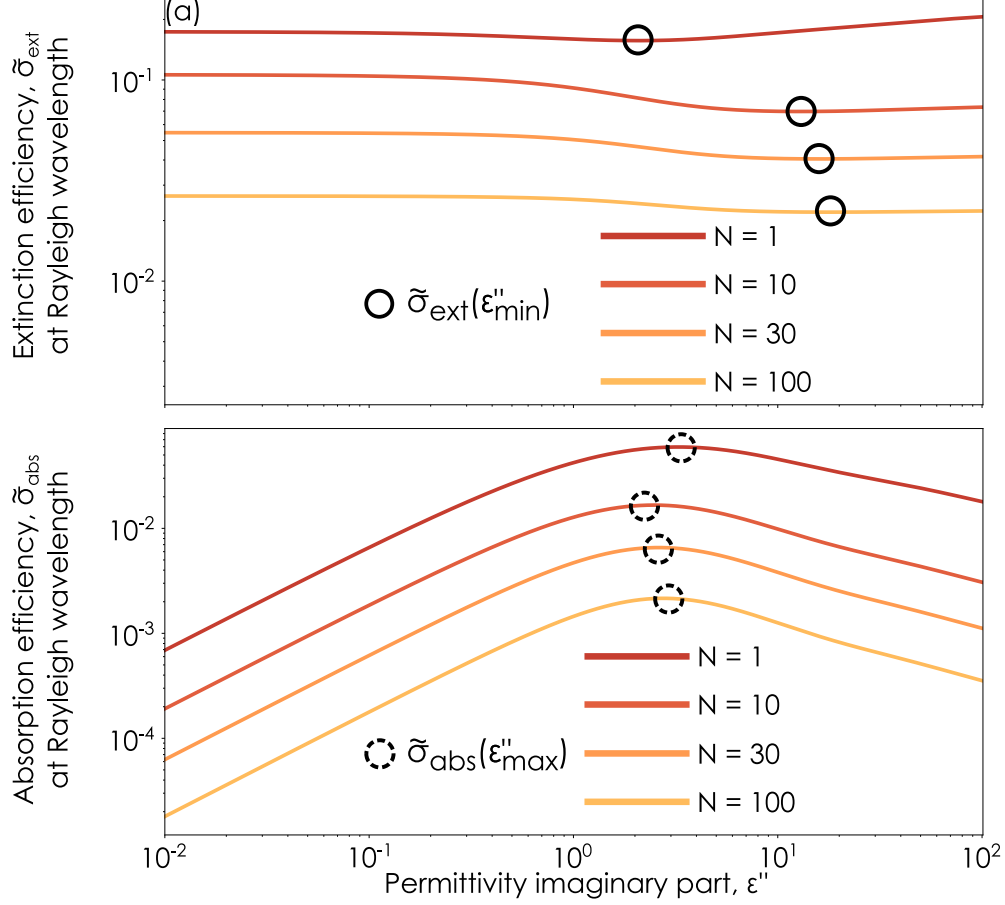 (a)
Extinction efficiency, σ̃ext
at Rayleigh wavelength
10⁻¹
10⁻²
N = 1
N = 10
N = 30
N = 100
σ̃ext(ε''min)
Absorption efficiency, σ̃abs
at Rayleigh wavelength
10⁻²
10⁻³
10⁻⁴
N = 1
N = 10
N = 30
N = 100
σ̃abs(ε''max)
10⁻² 10⁻¹ 10⁰ 10¹ 10²
Permittivity imaginary part, ε''